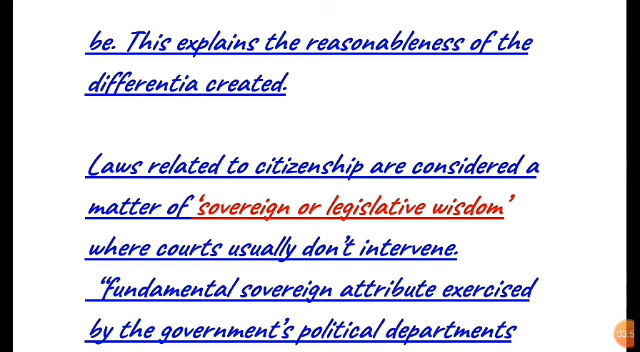 be. This explains the reasonableness of the
differentia created.
Laws related to citizenship are considered a
matter of ‘sovereign or legislative wisdom’
where courts usually don’t intervene.
“fundamental sovereign attribute exercised
by the government’s political departments